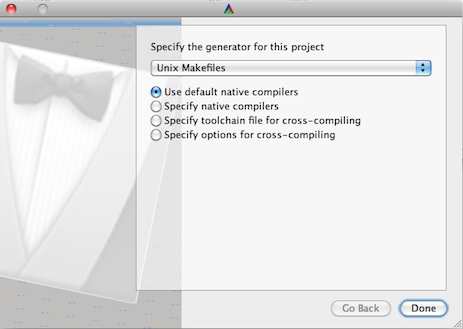 Specify the generator for this project
Unix Makefiles
Use default native compilers
Specify native compilers
Specify toolchain file for cross-compiling
Specify options for cross-compiling
Go Back
Done